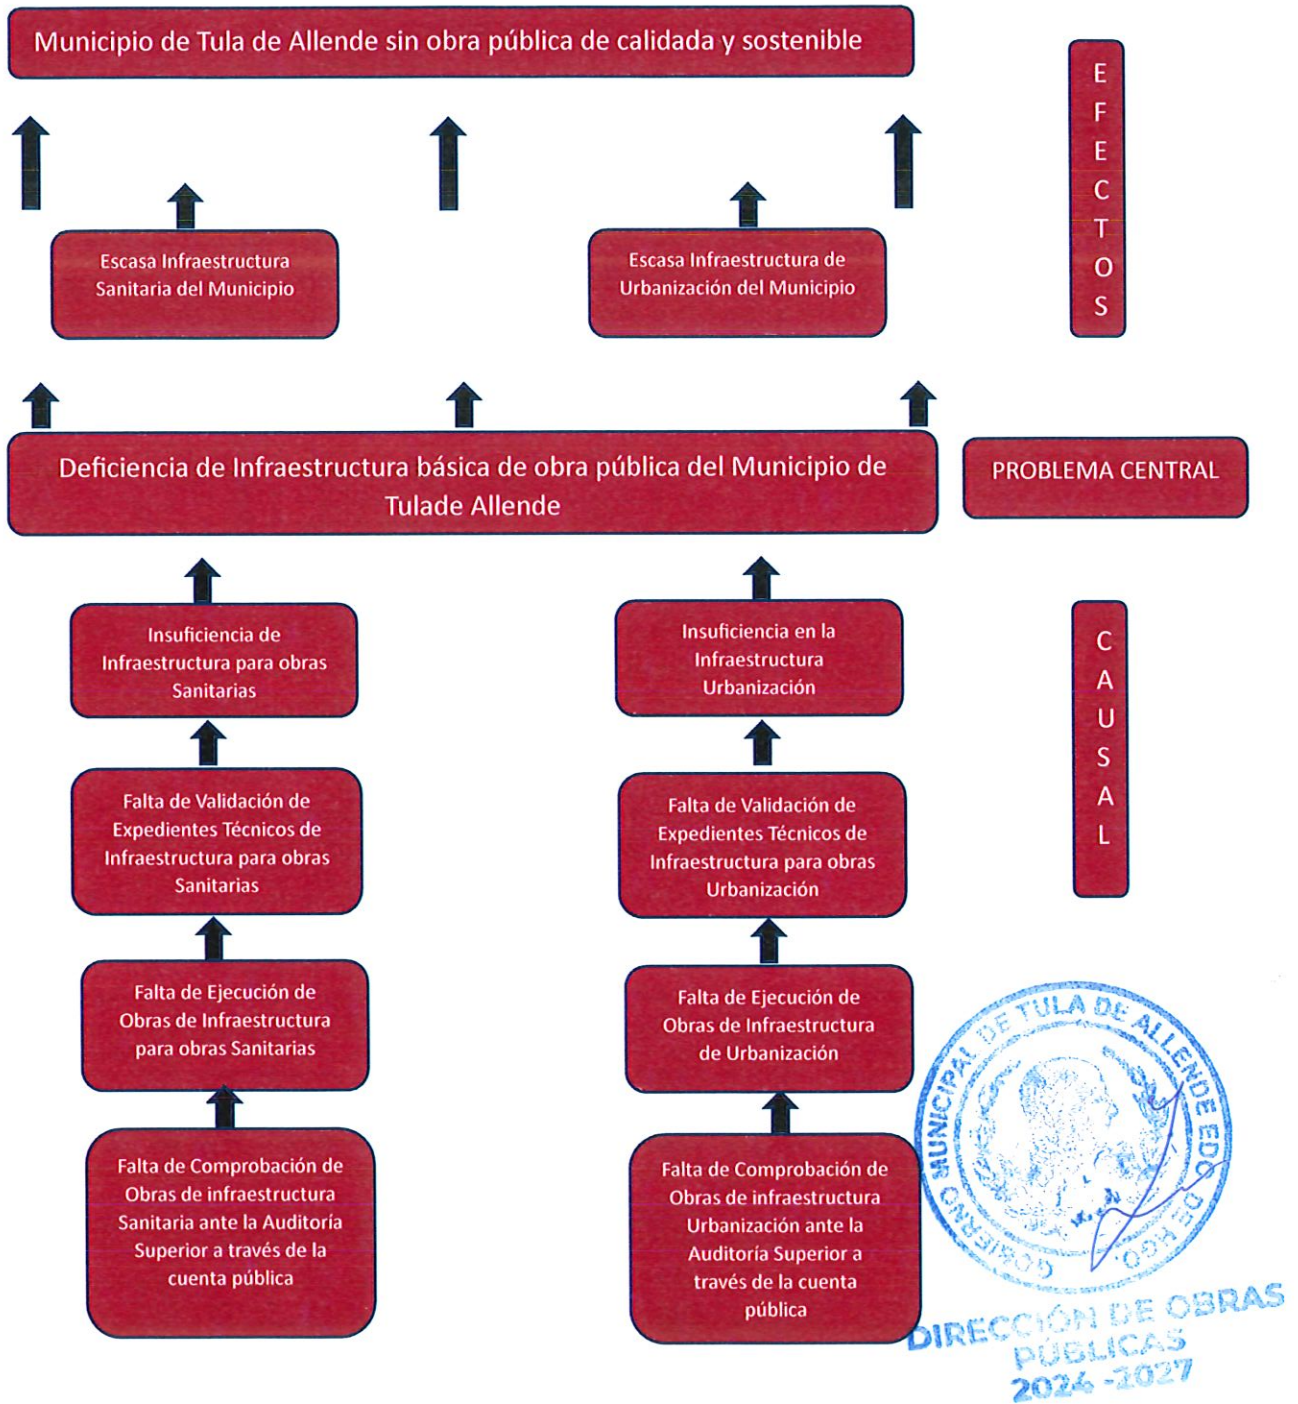 Municipio de Tula de Allende sin obra pública de calidada y sostenible
EFECTOS
Escasa Infraestructura
Sanitaria del Municipio
Escasa Infraestructura de
Urbanización del Municipio
Deficiencia de Infraestructura básica de obra pública del Municipio de
Tulade Allende
PROBLEMA CENTRAL
CAUSAL
Insuficiencia de
Infraestructura para obras
Sanitarias
Insuficiencia en la
Infraestructura
Urbanización
Falta de Validación de
Expedientes Técnicos de
Infraestructura para obras
Sanitarias
Falta de Validación de
Expedientes Técnicos de
Infraestructura para obras
Urbanización
Falta de Ejecución de
Obras de Infraestructura
para obras Sanitarias
Falta de Ejecución de
Obras de Infraestructura
de Urbanización
Falta de Comprobación de
Obras de infraestructura
Sanitaria ante la Auditoría
Superior a través de la
cuenta pública
Falta de Comprobación de
Obras de infraestructura
Urbanización ante la
Auditoría Superior a
través de la cuenta
pública
GOBIERNO MUNICIPAL DE TULA DE ALLENDE EDO. DE HGO.
DIRECCIÓN DE OBRAS
PÚBLICAS
2024 -2027